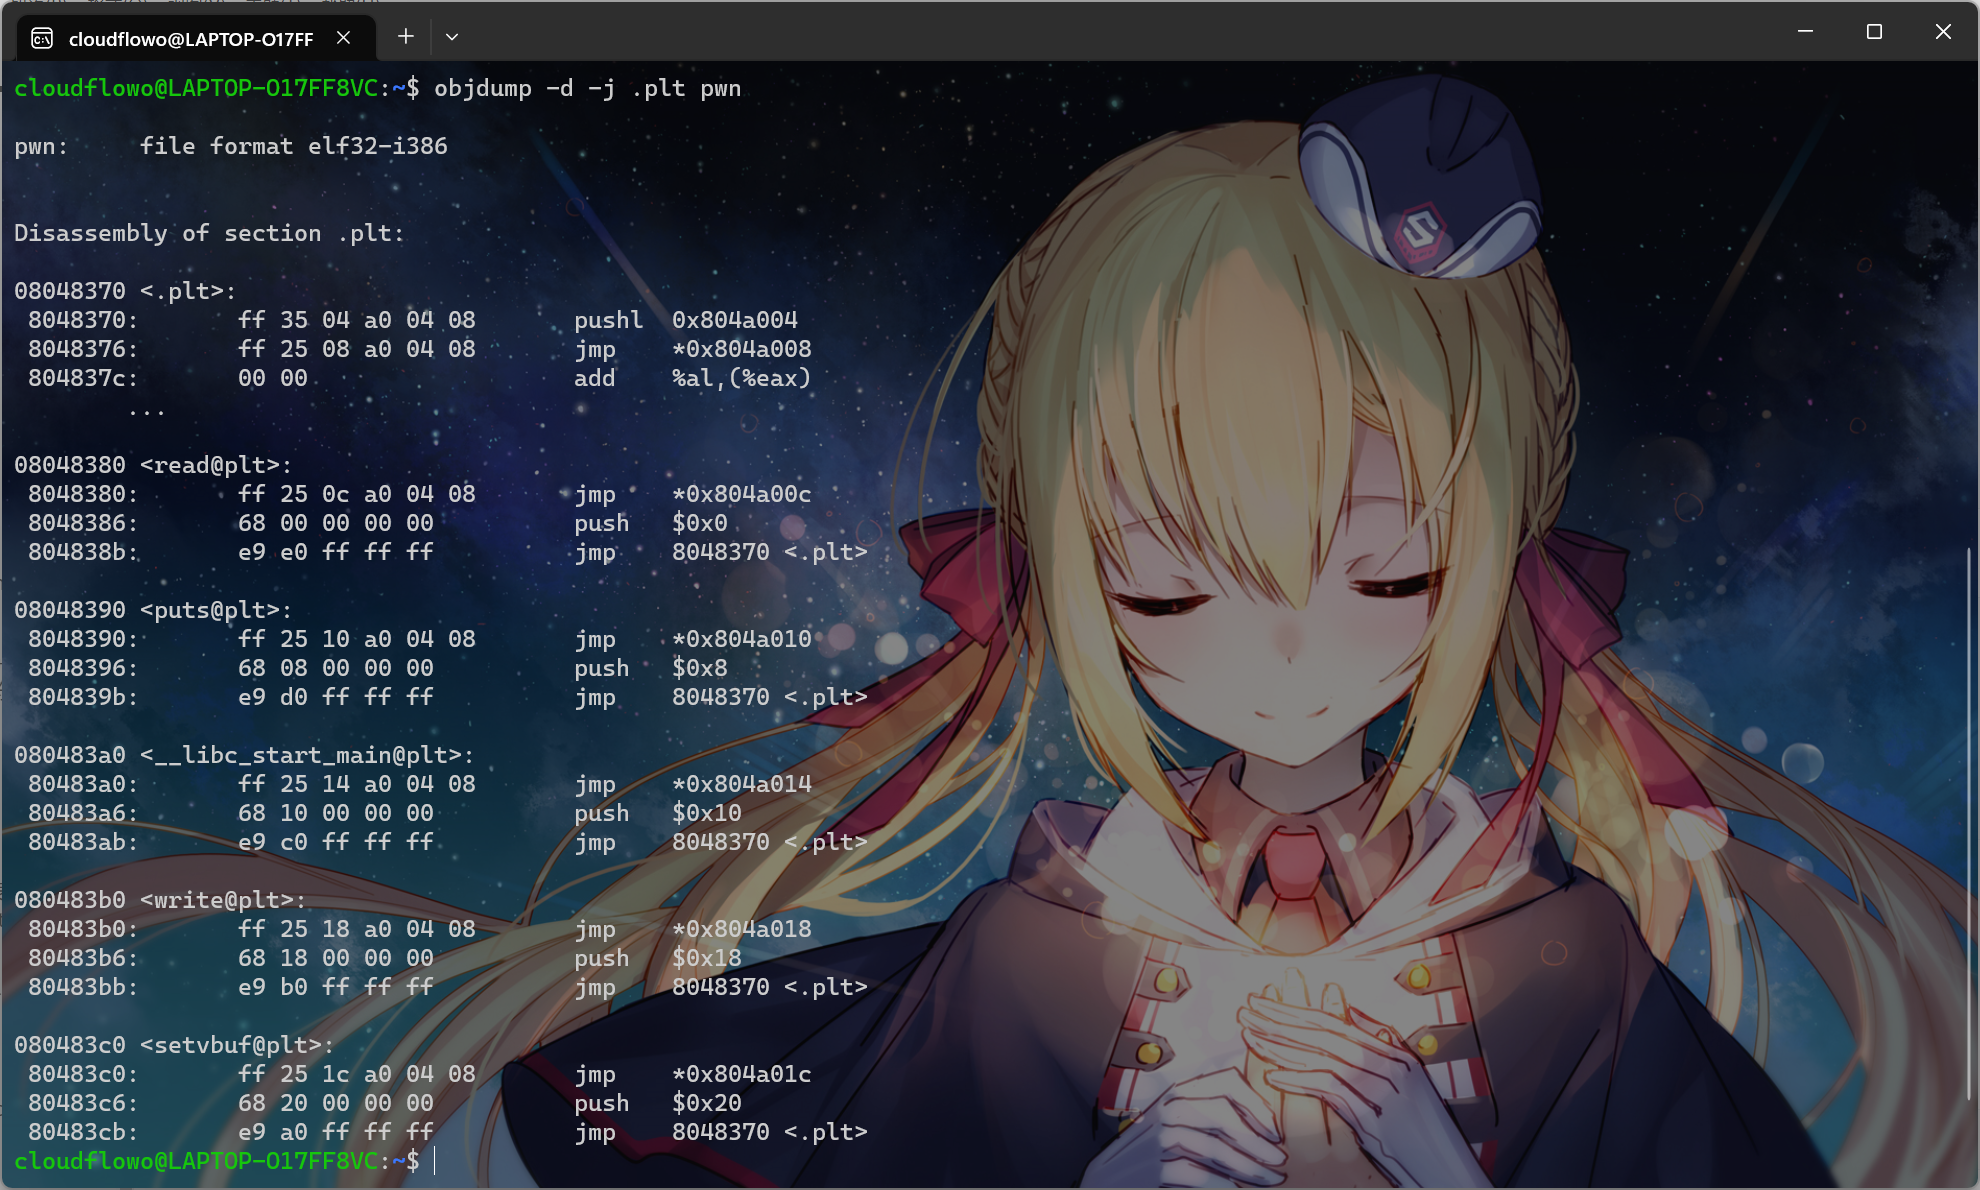 cloudflowo@LAPTOP-O17FF
cloudflowo@LAPTOP-O17FF8VC:~$ objdump -d -j .plt pwn
pwn:     file format elf32-i386
Disassembly of section .plt:
08048370 <.plt>:
 8048370:       ff 35 04 a0 04 08       pushl  0x804a004
 8048376:       ff 25 08 a0 04 08       jmp    *0x804a008
 804837c:       00 00                   add    %al,(%eax)
        ...
08048380 <read@plt>:
 8048380:       ff 25 0c a0 04 08       jmp    *0x804a00c
 8048386:       68 00 00 00 00          push   $0x0
 804838b:       e9 e0 ff ff ff          jmp    8048370 <.plt>
08048390 <puts@plt>:
 8048390:       ff 25 10 a0 04 08       jmp    *0x804a010
 8048396:       68 08 00 00 00          push   $0x8
 804839b:       e9 d0 ff ff ff          jmp    8048370 <.plt>
080483a0 <__libc_start_main@plt>:
 80483a0:       ff 25 14 a0 04 08       jmp    *0x804a014
 80483a6:       68 10 00 00 00          push   $0x10
 80483ab:       e9 c0 ff ff ff          jmp    8048370 <.plt>
080483b0 <write@plt>:
 80483b0:       ff 25 18 a0 04 08       jmp    *0x804a018
 80483b6:       68 18 00 00 00          push   $0x18
 80483bb:       e9 b0 ff ff ff          jmp    8048370 <.plt>
080483c0 <setvbuf@plt>:
 80483c0:       ff 25 1c a0 04 08       jmp    *0x804a01c
 80483c6:       68 20 00 00 00          push   $0x20
 80483cb:       e9 a0 ff ff ff          jmp    8048370 <.plt>
cloudflowo@LAPTOP-O17FF8VC:~$